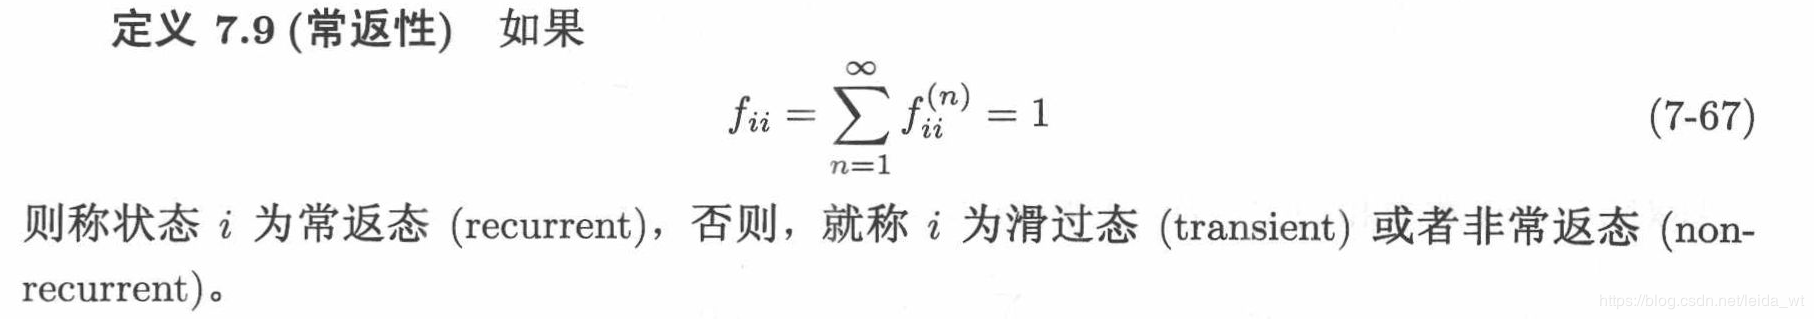 定义 7.9 (常返性) 如果
f_{ii} = \sum_{n=1}^{\infty} f_{ii}^{(n)} = 1 (7-67)
则称状态 i 为常返态 (recurrent)，否则，就称 i 为滑过态 (transient) 或者非常返态 (non-
recurrent)。
https://blog.csdn.net/leida_wt